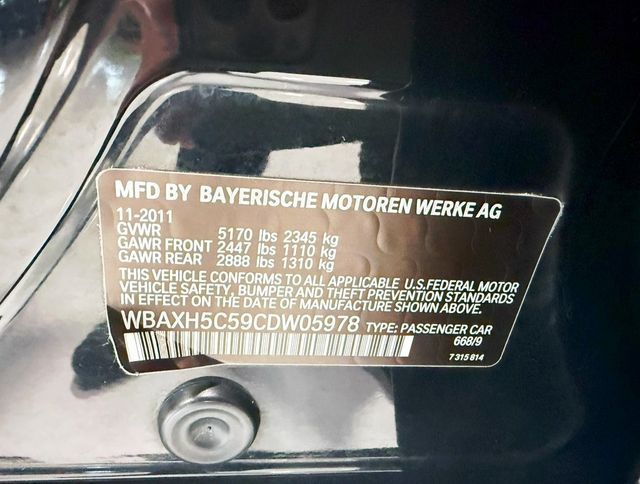 MFD BY BAYERISCHE MOTOREN WERKE AG
11-2011
GVWR 5170 lbs 2345 kg
GAWR FRONT 2447 lbs 1110 kg
GAWR REAR 2888 lbs 1310 kg
THIS VEHICLE CONFORMS TO ALL APPLICABLE U.S.FEDERAL MOTOR
VEHICLE SAFETY, BUMPER AND THEFT PREVENTION STANDARDS
IN EFFECT ON THE DATE OF MANUFACTURE SHOWN ABOVE.
WBAXH5C59CDW05978 TYPE: PASSENGER CAR
668/9
7 315 814